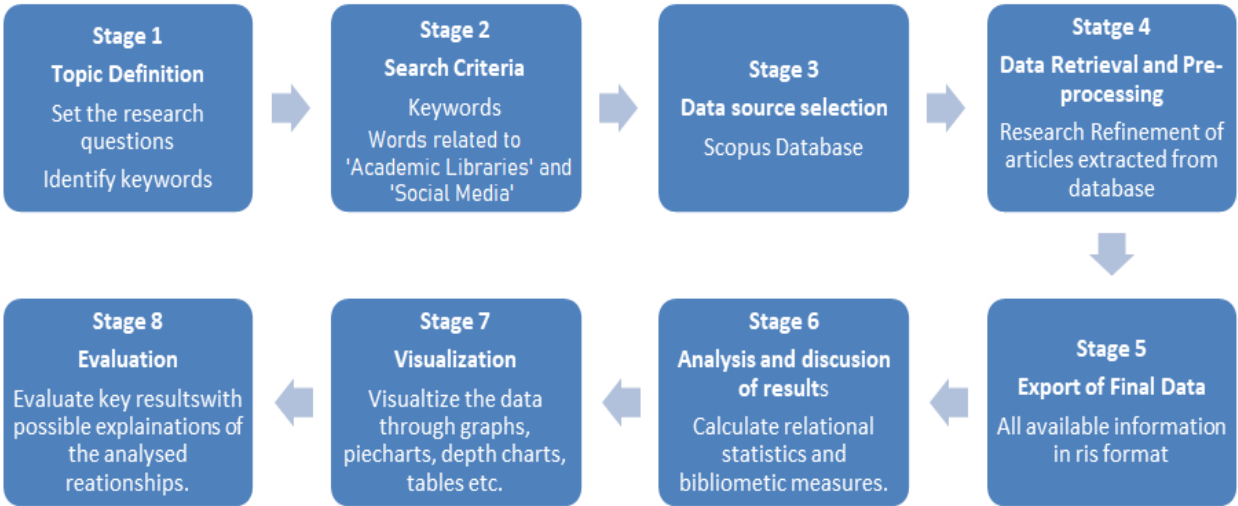 Stage 1
Topic Definition
Set the research
questions
Identify keywords
Stage 2
Search Criteria
Keywords
Words related to
'Academic Libraries' and
'Social Media'
Stage 3
Data source selection
Scopus Database
Statge 4
Data Retrieval and Pre-
processing
Research Refinement of
articles extracted from
database
Stage 5
Export of Final Data
All available information
in ris format
Stage 6
Analysis and discusion
of results
Calculate relational
statistics and
bibliometic measures.
Stage 7
Visualization
Visualtize the data
through graphs,
piecharts, depth charts,
tables etc.
Stage 8
Evaluation
Evaluate key resultswith
possible explainations of
the analysed
reationships.